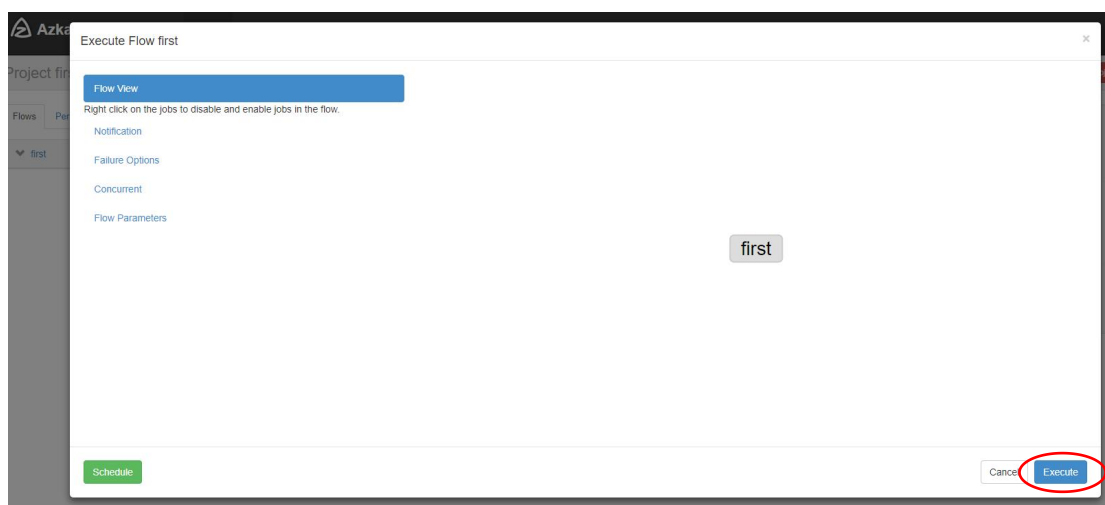 Azka
Execute Flow first
×
Project fir
Flows Per
first
Flow View
Right click on the jobs to disable and enable jobs in the flow.
Notification
Failure Options
Concurrent
Flow Parameters
first
Schedule
Cancel
Execute